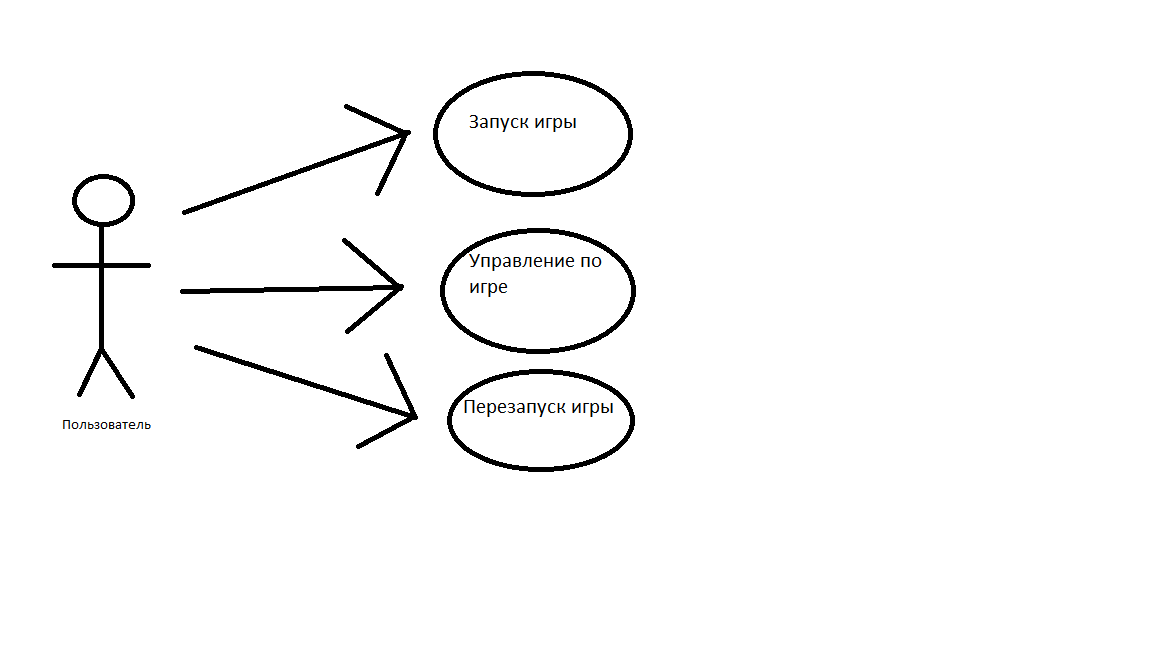 Запуск игры
Управление по
игре
Перезапуск игры
Пользователь